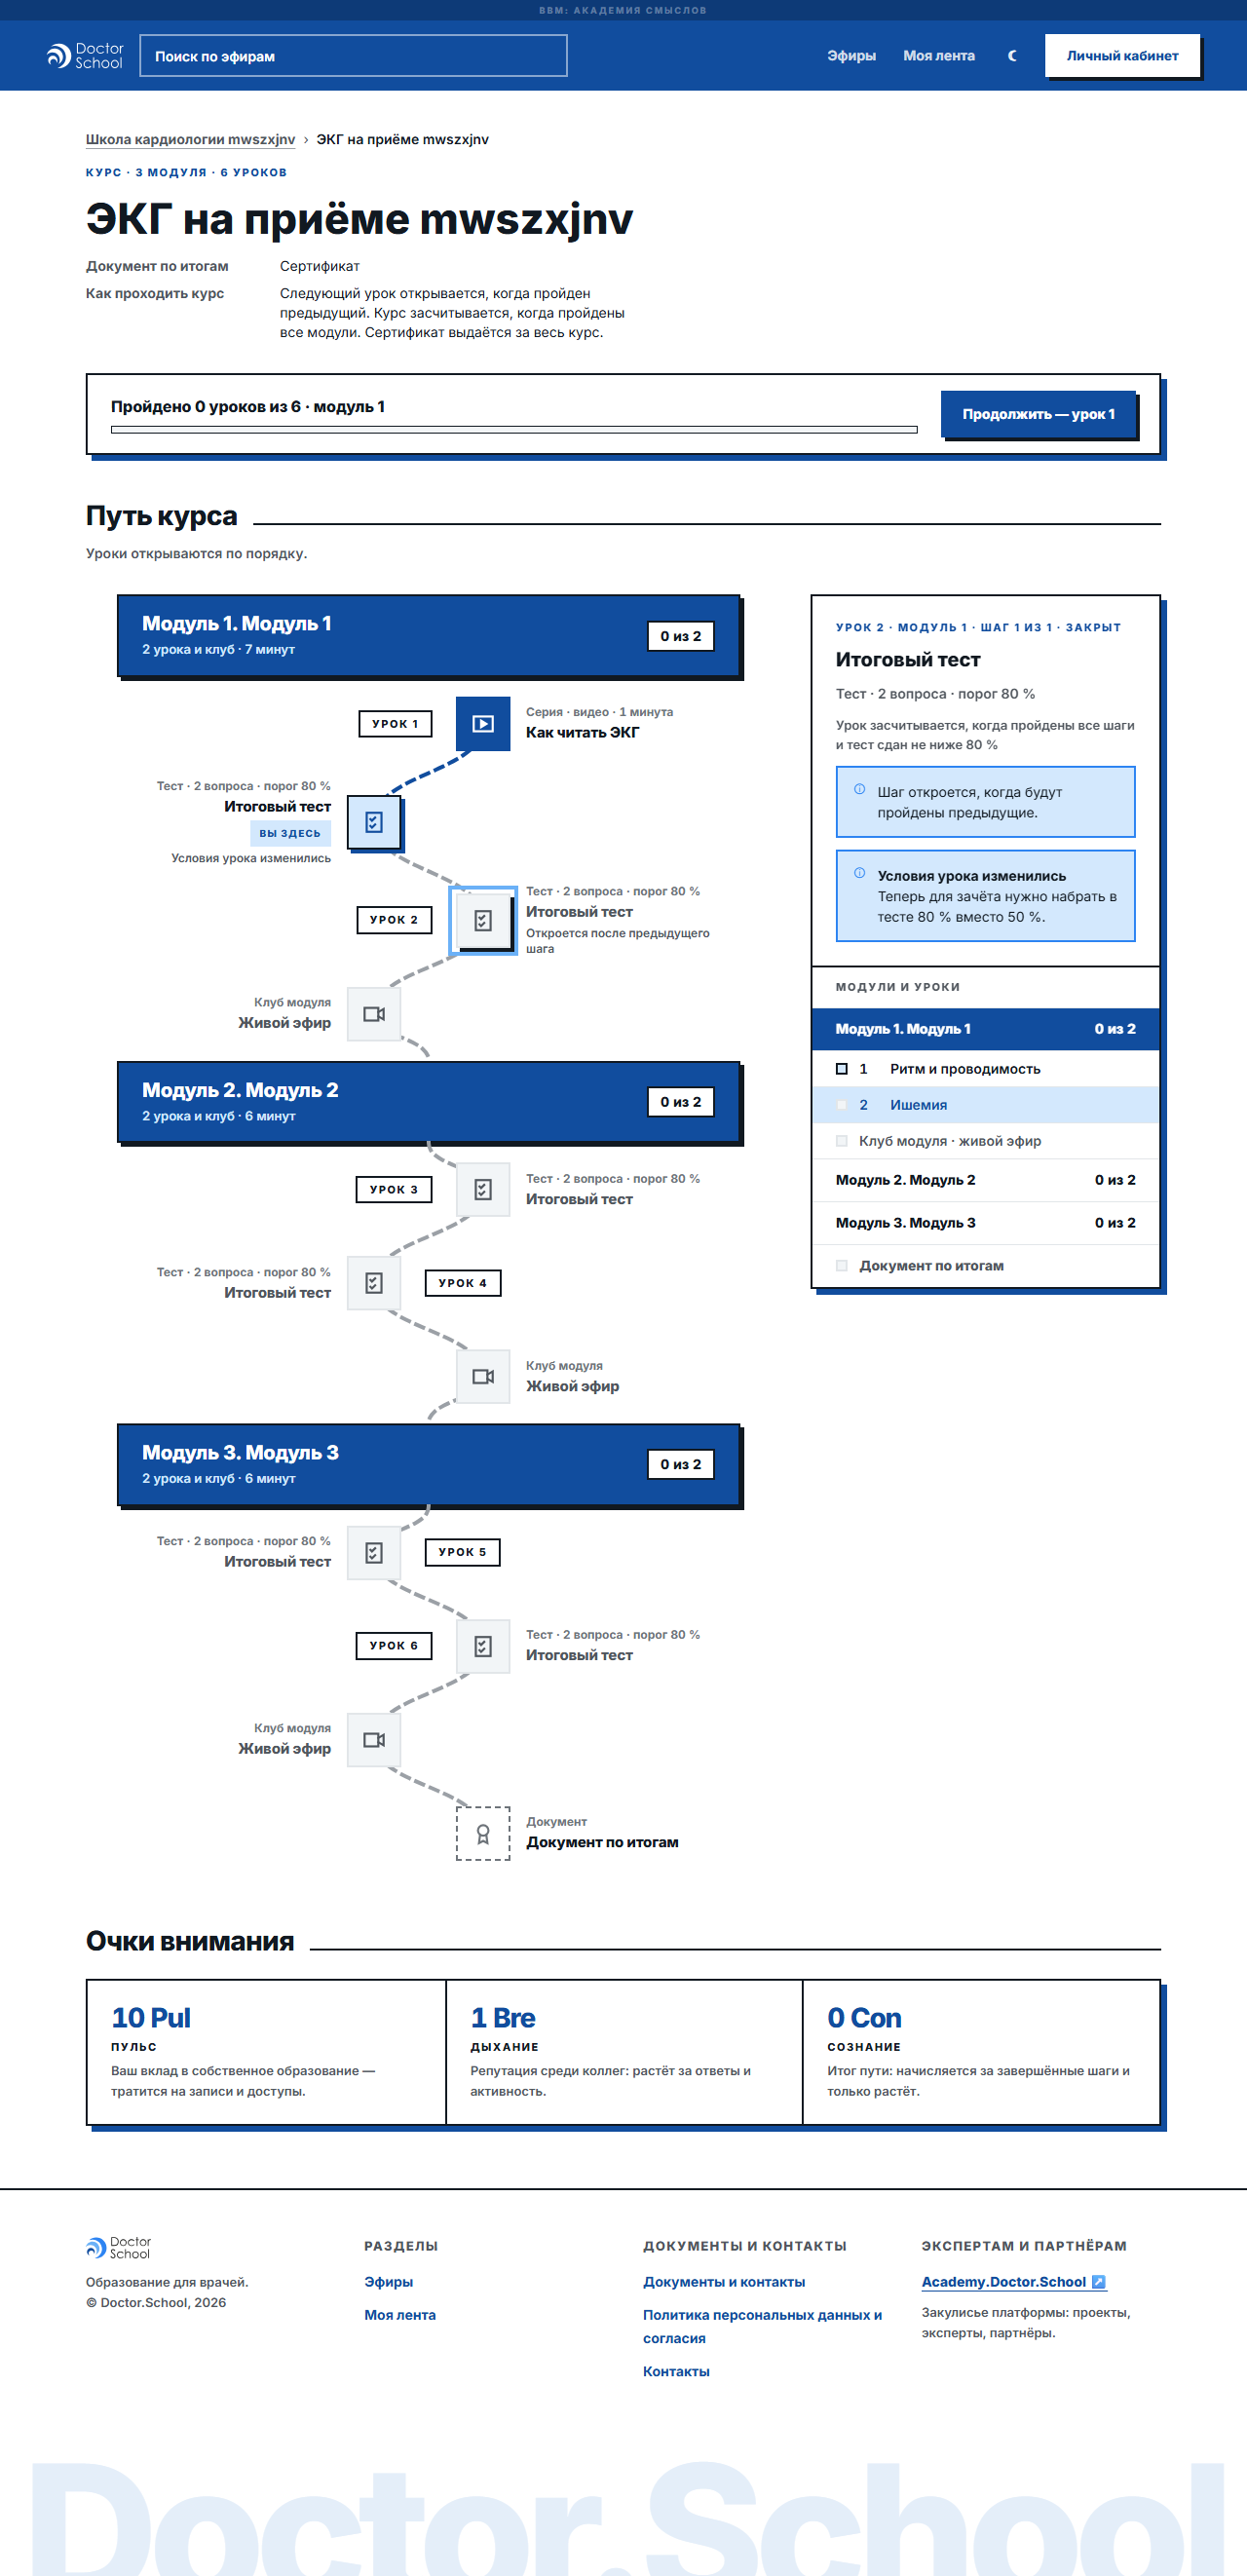 ВВМ: АКАДЕМИЯ СМЫСЛОВ
Doctor
School
Поиск по эфирам
Эфиры
Моя лента
Личный кабинет
Школа кардиологии mwszxjnv › ЭКГ на приёме mwszxjnv
КУРС · 3 МОДУЛЯ · 6 УРОКОВ
ЭКГ на приёме mwszxjnv
Документ по итогам
Сертификат
Как проходить курс
Следующий урок открывается, когда пройден
предыдущий. Курс засчитывается, когда пройдены
все модули. Сертификат выдаётся за весь курс.
Пройдено 0 уроков из 6 · модуль 1
Продолжить — урок 1
Путь курса
Уроки открываются по порядку.
Модуль 1. Модуль 1
2 урока и клуб · 7 минут
0 из 2
УРОК 1
Серия · видео · 1 минута
Как читать ЭКГ
Тест · 2 вопроса · порог 80 %
Итоговый тест
ВЫ ЗДЕСЬ
Условия урока изменились
УРОК 2
Тест · 2 вопроса · порог 80 %
Итоговый тест
Откроется после предыдущего
шага
Клуб модуля
Живой эфир
Модуль 2. Модуль 2
2 урока и клуб · 6 минут
0 из 2
УРОК 3
Тест · 2 вопроса · порог 80 %
Итоговый тест
Тест · 2 вопроса · порог 80 %
Итоговый тест
УРОК 4
Клуб модуля
Живой эфир
Модуль 3. Модуль 3
2 урока и клуб · 6 минут
0 из 2
Тест · 2 вопроса · порог 80 %
Итоговый тест
УРОК 5
УРОК 6
Тест · 2 вопроса · порог 80 %
Итоговый тест
Клуб модуля
Живой эфир
Документ
Документ по итогам
УРОК 2 · МОДУЛЬ 1 · ШАГ 1 ИЗ 1 · ЗАКРЫТ
Итоговый тест
Тест · 2 вопроса · порог 80 %
Урок засчитывается, когда пройдены все шаги
и тест сдан не ниже 80 %
Шаг откроется, когда будут
пройдены предыдущие.
Условия урока изменились
Теперь для зачёта нужно набрать в
тесте 80 % вместо 50 %.
МОДУЛИ И УРОКИ
Модуль 1. Модуль 1
0 из 2
1 Ритм и проводимость
2 Ишемия
Клуб модуля · живой эфир
Модуль 2. Модуль 2
0 из 2
Модуль 3. Модуль 3
0 из 2
Документ по итогам
Очки внимания
10 Pul
ПУЛЬС
Ваш вклад в собственное образование —
тратится на записи и доступы.
1 Bre
ДЫХАНИЕ
Репутация среди коллег: растёт за ответы и
активность.
0 Con
СОЗНАНИЕ
Итог пути: начисляется за завершённые шаги и
только растёт.
Doctor
School
Образование для врачей.
© Doctor.School, 2026
РАЗДЕЛЫ
Эфиры
Моя лента
ДОКУМЕНТЫ И КОНТАКТЫ
Документы и контакты
Политика персональных данных и
согласия
Контакты
ЭКСПЕРТАМ И ПАРТНЁРАМ
Academy.Doctor.School
Закулисье платформы: проекты,
эксперты, партнёры.
Doctor.School